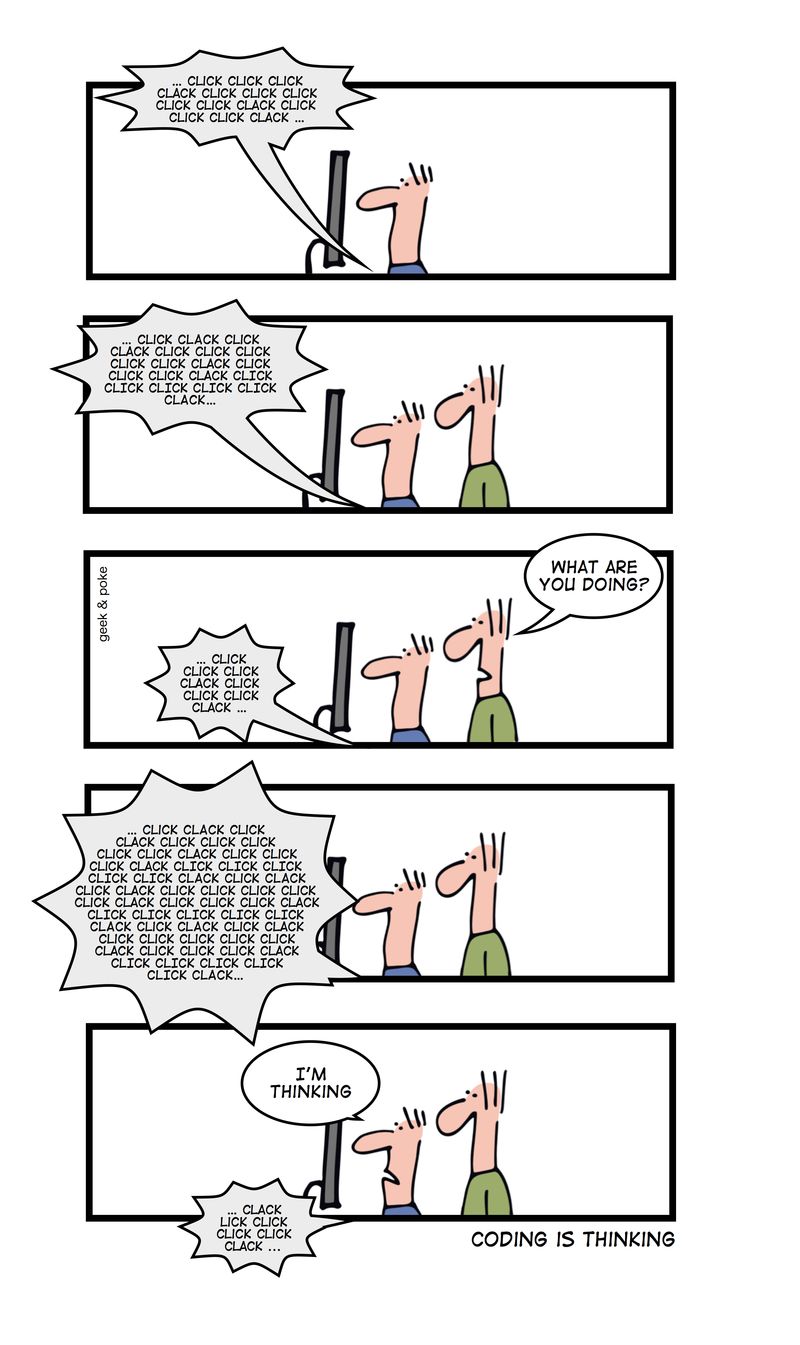 ... CLICK CLICK CLICK
CLACK CLICK CLICK CLICK
CLICK CLICK CLACK CLICK
CLICK CLICK CLACK ...
... CLICK CLACK CLICK
CLACK CLICK CLICK CLICK
CLICK CLICK CLACK CLICK
CLICK CLICK CLACK CLICK
CLICK CLICK CLICK CLICK
CLACK...
geek & poke
WHAT ARE
YOU DOING?
... CLICK
CLICK CLICK
CLACK CLICK
CLICK CLICK
CLACK ...
... CLICK CLACK CLICK
CLACK CLICK CLICK CLICK
CLICK CLICK CLACK CLICK CLICK
CLICK CLACK CLICK CLICK CLICK
CLICK CLICK CLACK CLICK CLACK
CLICK CLACK CLICK CLICK CLICK CLICK
CLICK CLACK CLICK CLICK CLICK CLACK
CLICK CLICK CLICK CLICK CLICK
CLACK CLICK CLACK CLICK CLACK
CLICK CLICK CLICK CLICK CLICK
CLACK CLICK CLICK CLICK CLACK
CLICK CLICK CLICK CLICK
CLICK CLACK...
I'M
THINKING
... CLACK
LICK CLICK
CLICK CLICK
CLACK ...
CODING IS THINKING